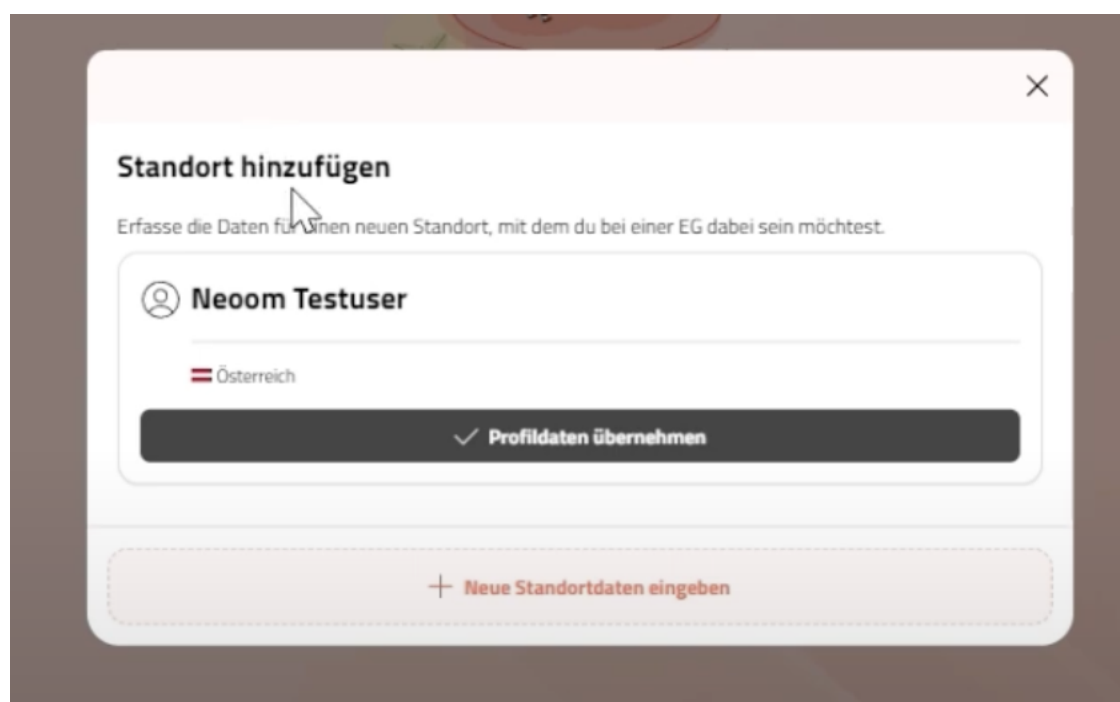 Standort hinzufügen
Erfasse die Daten für einen neuen Standort, mit dem du bei einer EG dabei sein möchtest.
Neoom Testuser
Österreich
Profildaten übernehmen
Neue Standortdaten eingeben